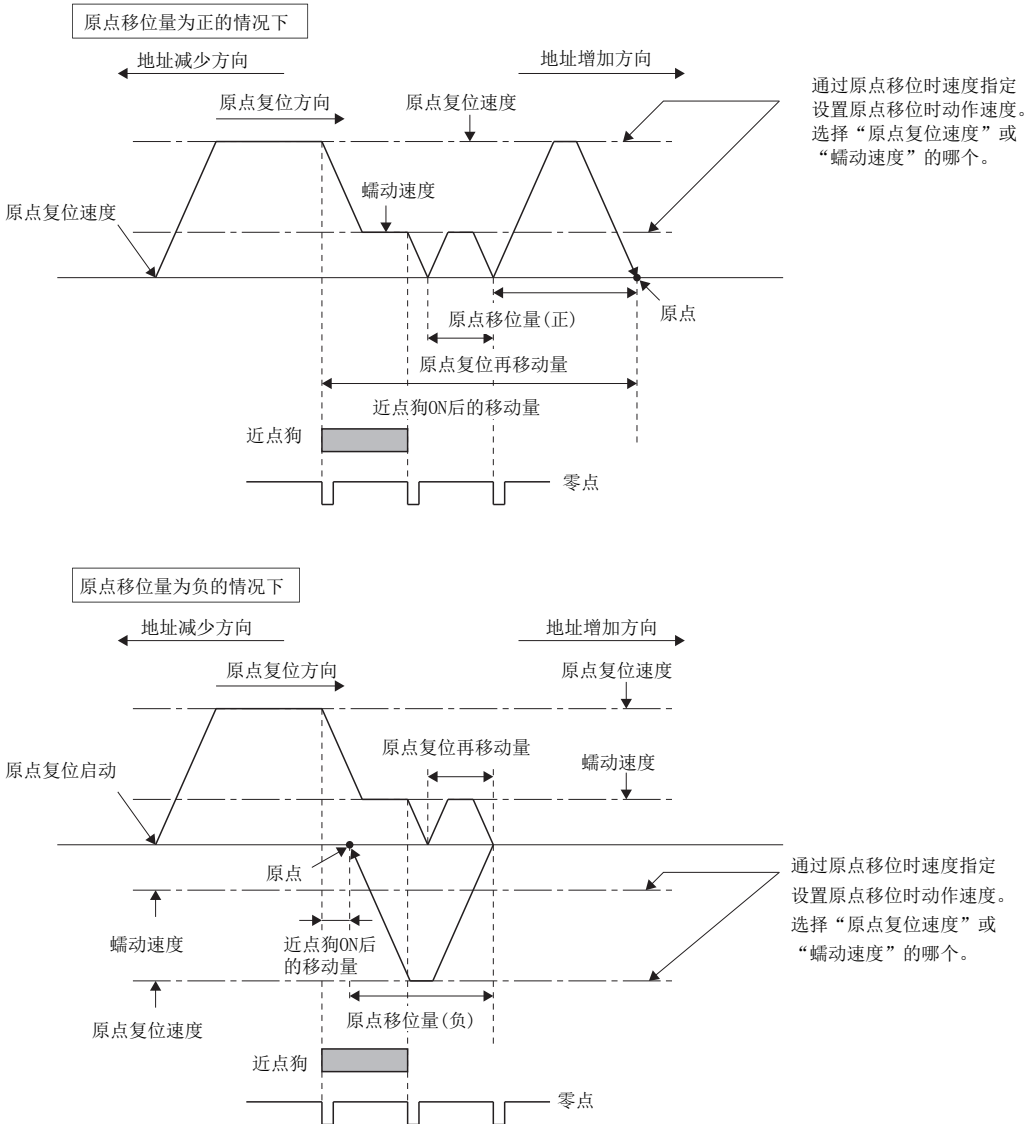 原点移位量为正的情况下
地址减少方向
地址增加方向
原点复位方向
原点复位速度
通过原点移位时速度指定
设置原点移位时动作速度。
选择“原点复位速度”或
“蠕动速度”的哪个。
蠕动速度
原点复位速度
原点移位量(正)
原点
原点复位再移动量
近点狗ON后的移动量
近点狗
零点
原点移位量为负的情况下
地址减少方向
地址增加方向
原点复位方向
原点复位速度
原点复位再移动量
蠕动速度
原点复位启动
原点
通过原点移位时速度指定
设置原点移位时动作速度。
选择“原点复位速度”或
“蠕动速度”的哪个。
蠕动速度
近点狗ON后
的移动量
原点复位速度
原点移位量(负)
近点狗
零点